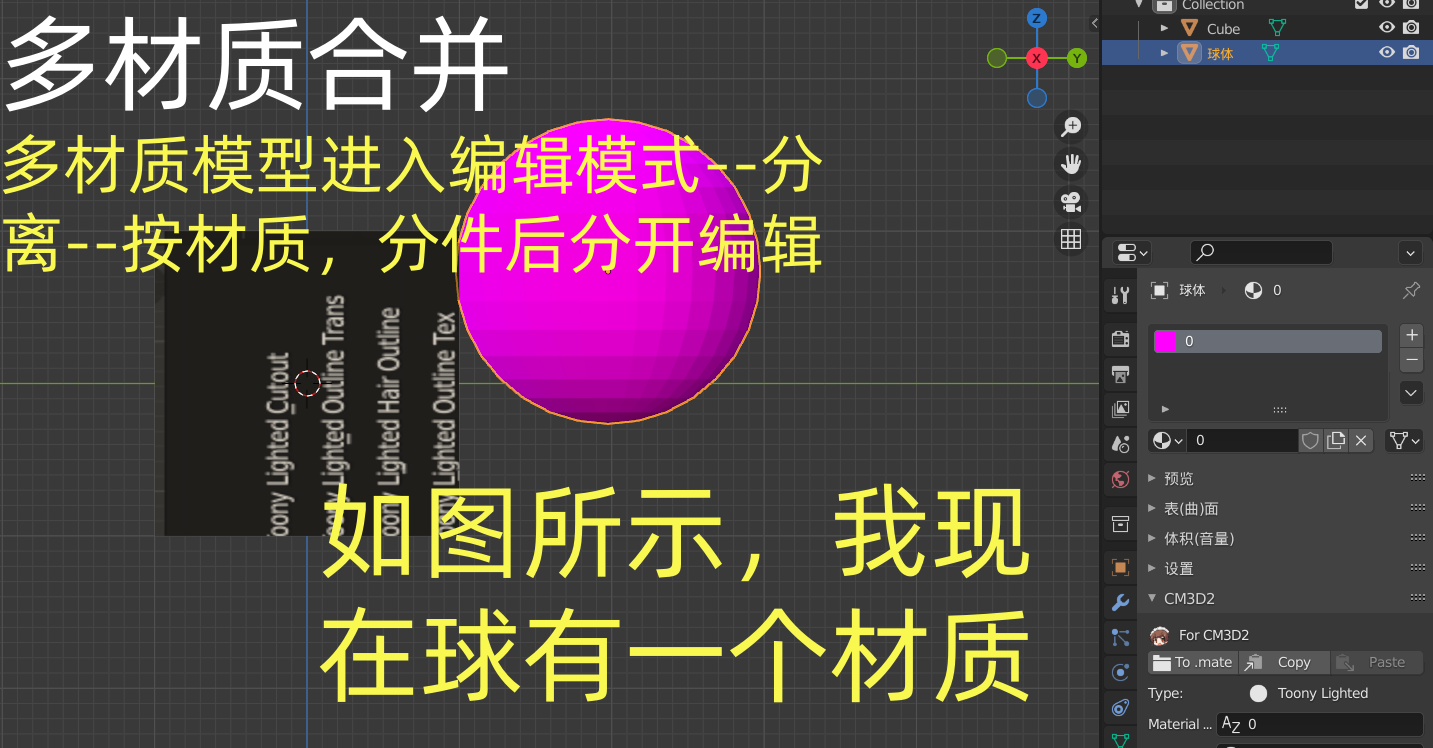 多材质合并
多材质模型进入编辑模式--分
离--按材质，分件后分开编辑
如图所示，我现
在球有一个材质
oony Lighted Cutout
oony Lighted Outline Trans
oony Lighted Hair Outline
oony Lighted Outline Tex
Z
X
Y
Collection
Cube
球体
球体
0
0
0
预览
表(曲)面
体积(音量)
设置
CM3D2
For CM3D2
To .mate
Copy
Paste
Type:
Toony Lighted
Material ...
0